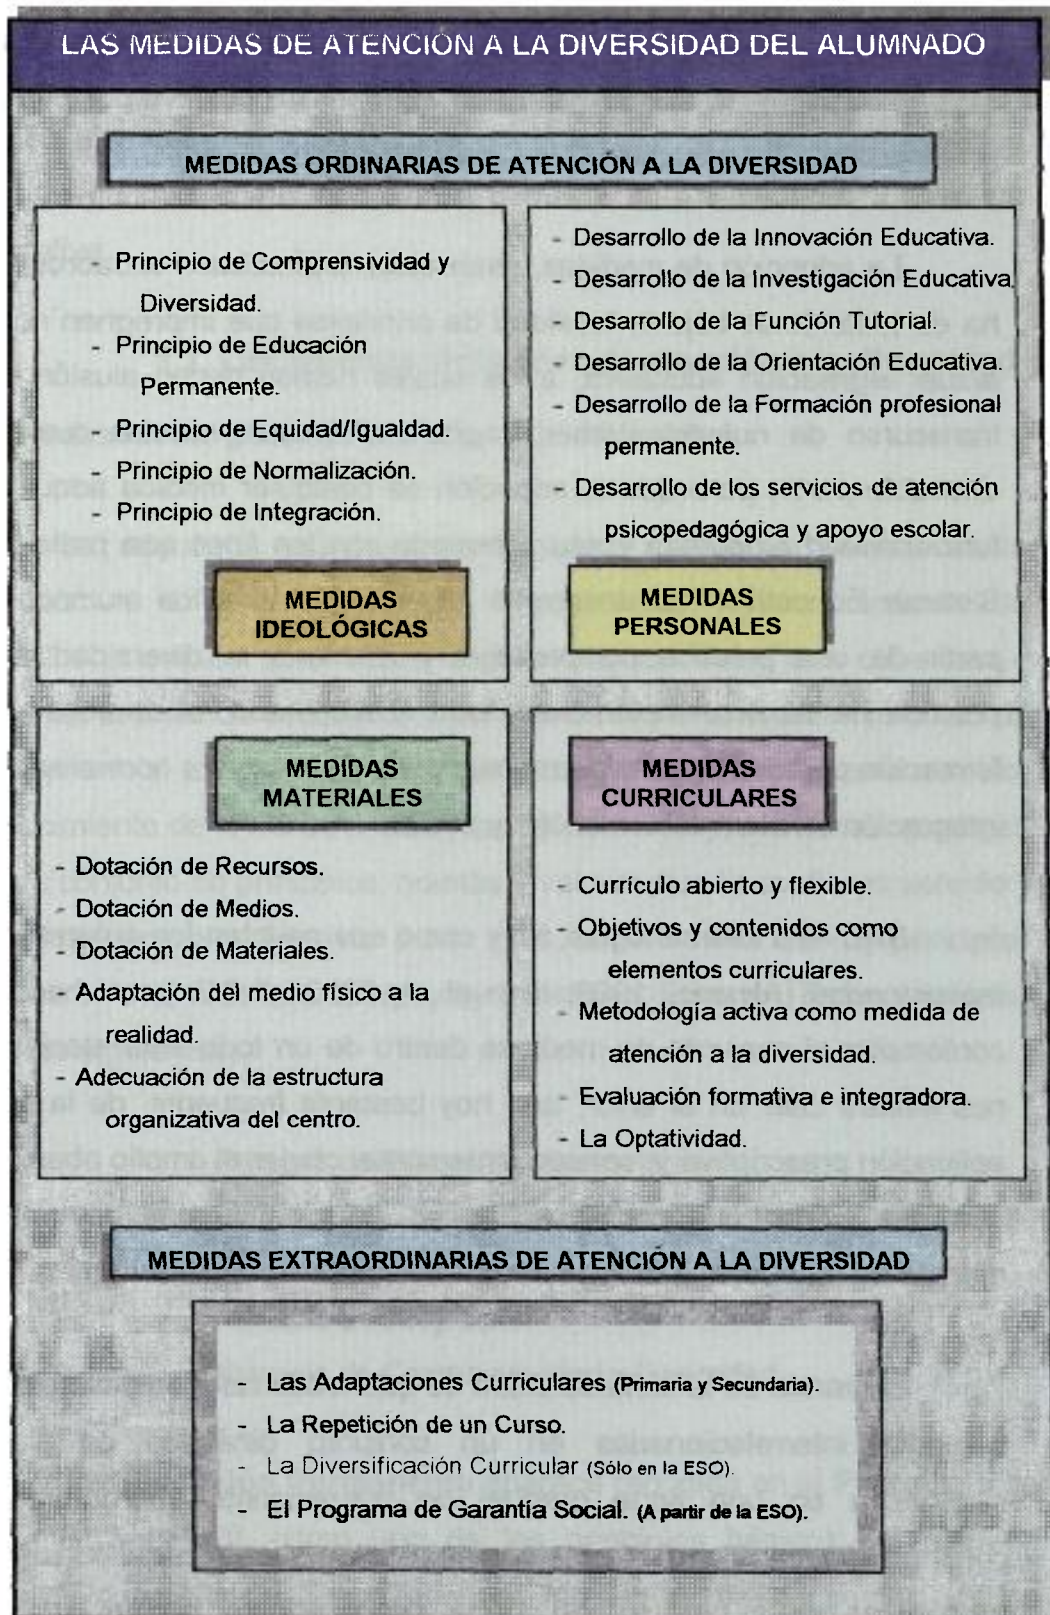 LAS MEDIDAS DE ATENCIÓN A LA DIVERSIDAD DEL ALUMNADO
MEDIDAS ORDINARIAS DE ATENCIÓN A LA DIVERSIDAD
Principio de Comprensividad y
Diversidad.
- Principio de Educación
Permanente.
- Principio de Equidad/Igualdad.
- Principio de Normalización.
- Principio de Integración.
MEDIDAS
IDEOLÓGICAS
- Desarrollo de la Innovación Educativa.
- Desarrollo de la Investigación Educativa.
- Desarrollo de la Función Tutorial.
- Desarrollo de la Orientación Educativa.
- Desarrollo de la Formación profesional
permanente.
- Desarrollo de los servicios de atención
psicopedagógica y apoyo escolar.
MEDIDAS
PERSONALES
MEDIDAS
MATERIALES
- Dotación de Recursos.
- Dotación de Medios.
- Dotación de Materiales.
- Adaptación del medio físico a la
realidad.
- Adecuación de la estructura
organizativa del centro.
MEDIDAS
CURRICULARES
- Currículo abierto y flexible.
- Objetivos y contenidos como
elementos curriculares.
- Metodología activa como medida de
atención a la diversidad.
- Evaluación formativa e integradora.
- La Optatividad.
MEDIDAS EXTRAORDINARIAS DE ATENCIÓN A LA DIVERSIDAD
- Las Adaptaciones Curriculares (Primaria y Secundaria).
- La Repetición de un Curso.
- La Diversificación Curricular (Sólo en la ESO).
- El Programa de Garantía Social. (A partir de la ESO).